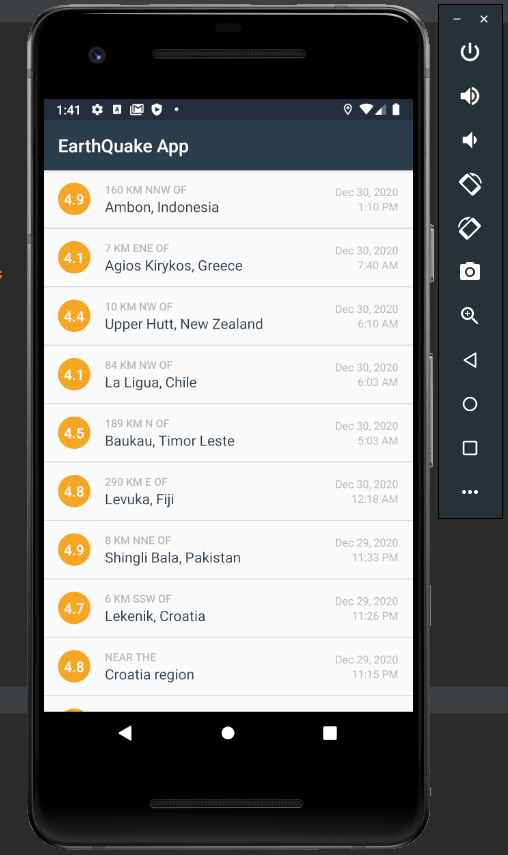 1:41
EarthQuake App
4.9
160 KM NNW OF
Ambon, Indonesia
Dec 30, 2020
1:10 PM
4.1
7 KM ENE OF
Agios Kirykos, Greece
Dec 30, 2020
7:40 AM
4.4
10 KM NW OF
Upper Hutt, New Zealand
Dec 30, 2020
6:10 AM
4.1
84 KM NW OF
La Ligua, Chile
Dec 30, 2020
6:03 AM
4.5
189 KM N OF
Baukau, Timor Leste
Dec 30, 2020
5:03 AM
4.8
290 KM E OF
Levuka, Fiji
Dec 30, 2020
12:18 AM
4.9
8 KM NNE OF
Shingli Bala, Pakistan
Dec 29, 2020
11:33 PM
4.7
6 KM SSW OF
Lekenik, Croatia
Dec 29, 2020
11:26 PM
4.8
NEAR THE
Croatia region
Dec 29, 2020
11:15 PM